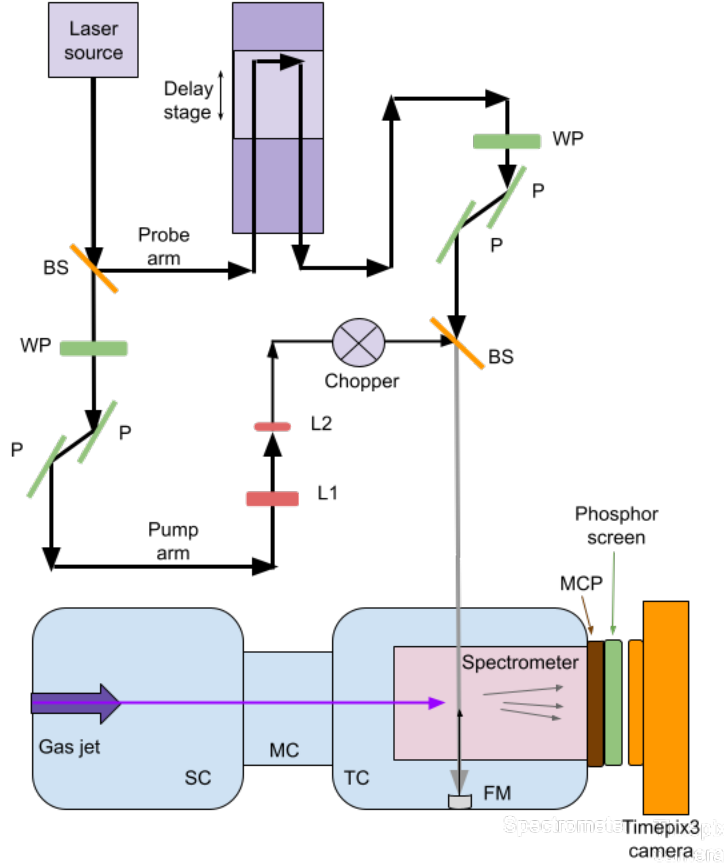 Laser
source
Delay
stage
WP
P
P
Probe
arm
BS
WP
BS
Chopper
P
P
L2
L1
Pump
arm
Phosphor
screen
MCP
Spectrometer
Gas jet
MC
SC
TC
FM
Timepix3
camera